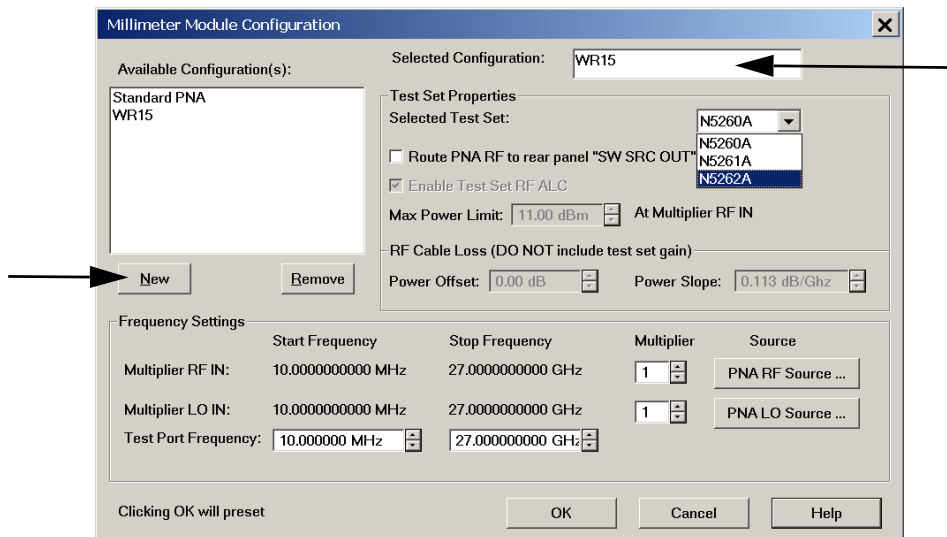 Millimeter Module Configuration
Available Configuration(s):
Standard PNA
WR15
New
Remove
Selected Configuration:
WR15
Test Set Properties
Selected Test Set:
N5260A
N5260A
N5261A
N5262A
Route PNA RF to rear panel "SW SRC OUT"
Enable Test Set RF ALC
Max Power Limit: 11.00 dBm At Multiplier RF IN
RF Cable Loss (DO NOT include test set gain)
Power Offset: 0.00 dB Power Slope: 0.113 dB/Ghz
Frequency Settings
Start Frequency Stop Frequency Multiplier Source
Multiplier RF IN: 10.0000000000 MHz 27.0000000000 GHz 1 PNA RF Source ...
Multiplier LO IN: 10.0000000000 MHz 27.0000000000 GHz 1 PNA LO Source ...
Test Port Frequency: 10.000000 MHz 27.000000000 GHz
Clicking OK will preset
OK
Cancel
Help